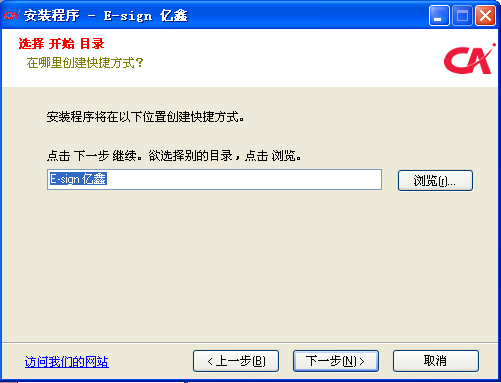 CA 安装程序 - E-sign 亿鑫
选择 开始 目录
在哪里创建快捷方式？
CA
安装程序将在以下位置创建快捷方式。
点击 下一步 继续。欲选择别的目录，点击 浏览。
E-sign 亿鑫
浏览(r)...
访问我们的网站
< 上一步(B)
下一步(N) >
取消